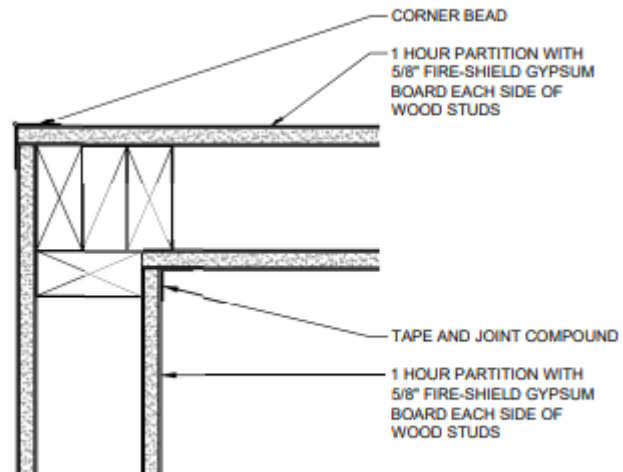 CORNER BEAD
1 HOUR PARTITION WITH
5/8" FIRE-SHIELD GYPSUM
BOARD EACH SIDE OF
WOOD STUDS
TAPE AND JOINT COMPOUND
1 HOUR PARTITION WITH
5/8" FIRE-SHIELD GYPSUM
BOARD EACH SIDE OF
WOOD STUDS